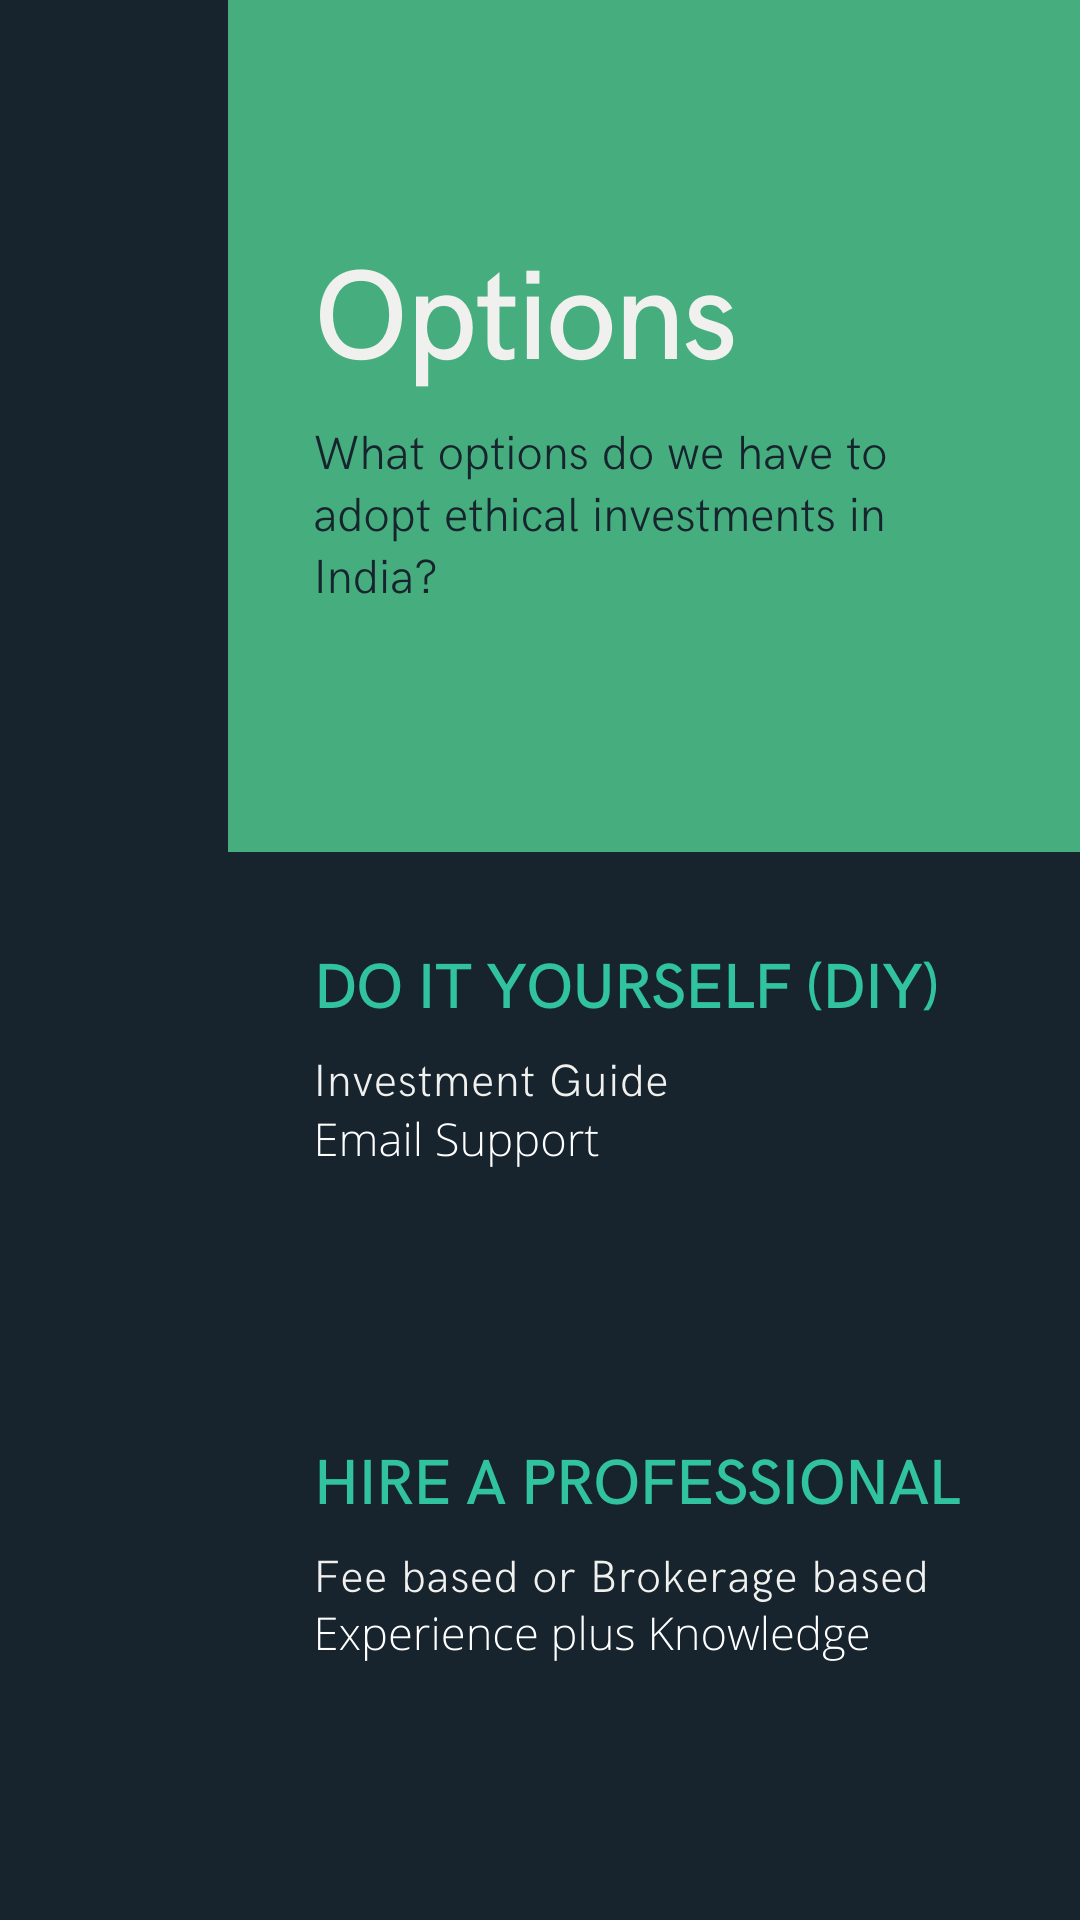 Options
What options do we have to
adopt ethical investments in
India?
DO IT YOURSELF (DIY)
Investment Guide
Email Support
HIRE A PROFESSIONAL
Fee based or Brokerage based
Experience plus Knowledge